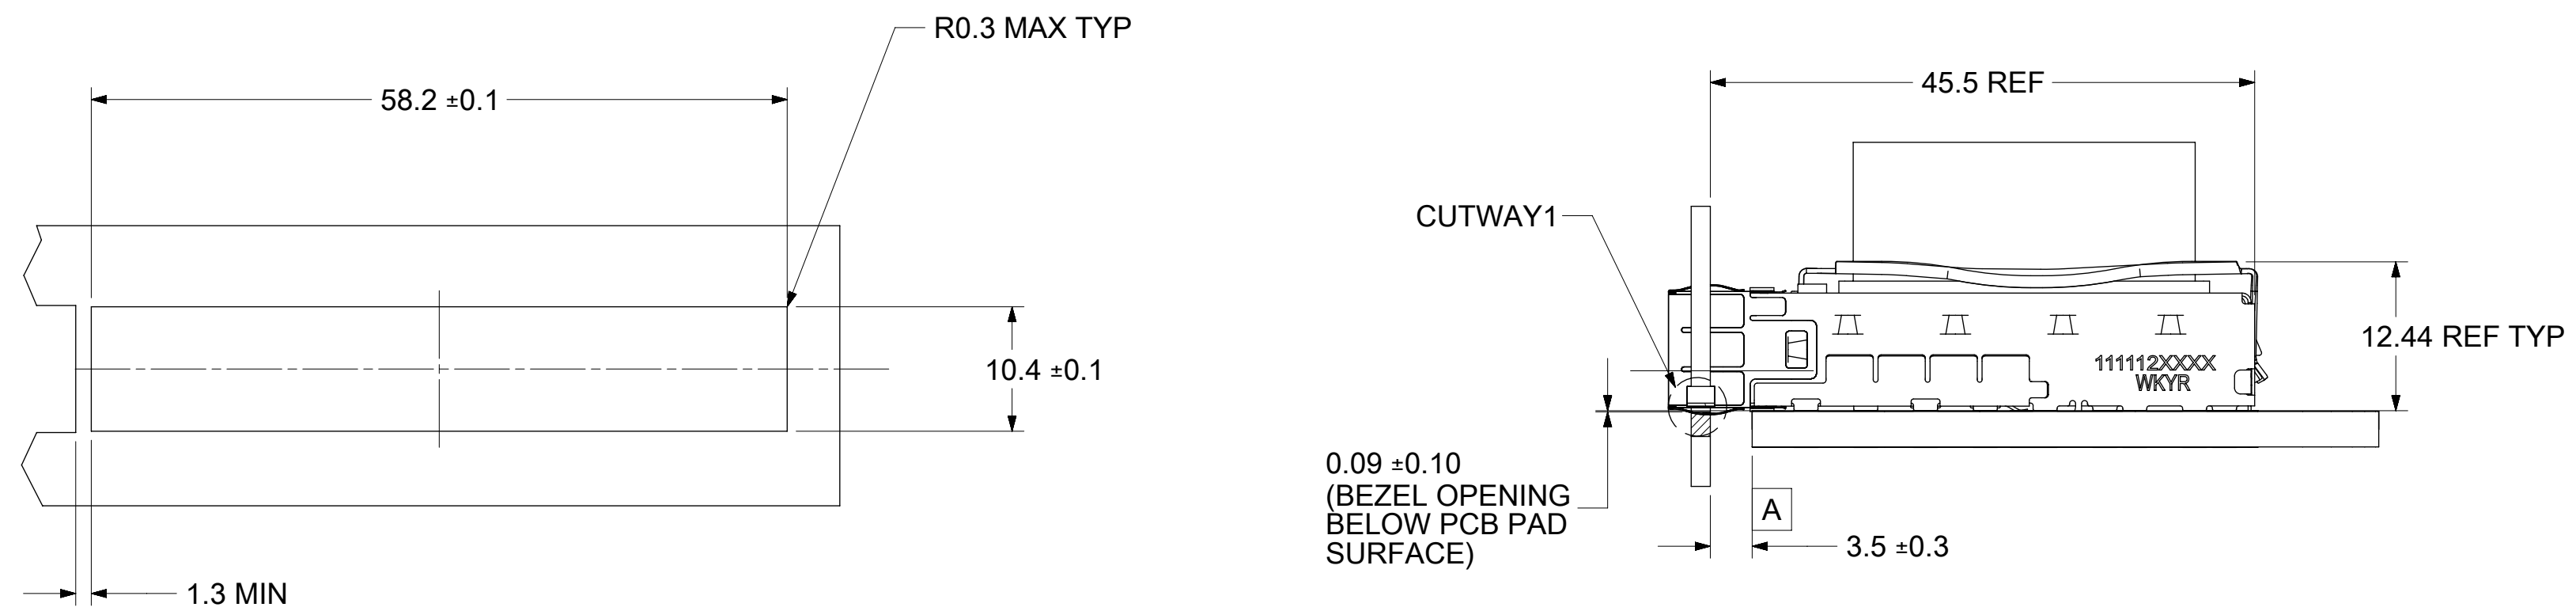 R0.3 MAX TYP
58.2 ±0.1
10.4 ±0.1
1.3 MIN
45.5 REF
CUTWAY1
12.44 REF TYP
111112XXXX
WKYR
0.09 ±0.10
(BEZEL OPENING
BELOW PCB PAD
SURFACE)
A
3.5 ±0.3